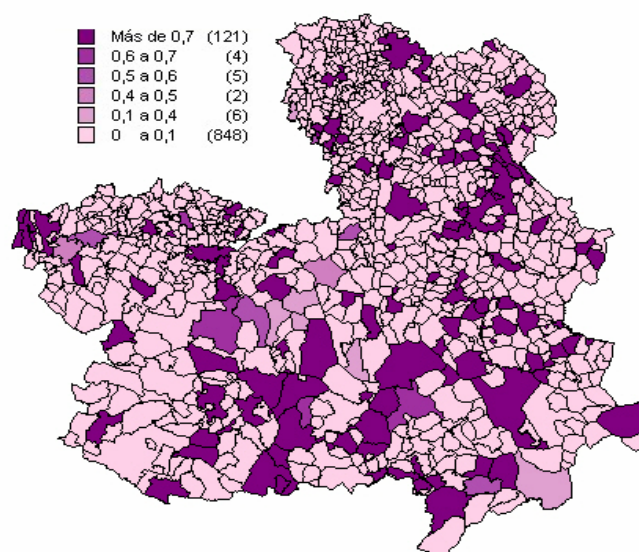 Más de 0,7 (121)
0,6 a 0,7 (4)
0,5 a 0,6 (5)
0,4 a 0,5 (2)
0,1 a 0,4 (6)
0 a 0,1 (848)